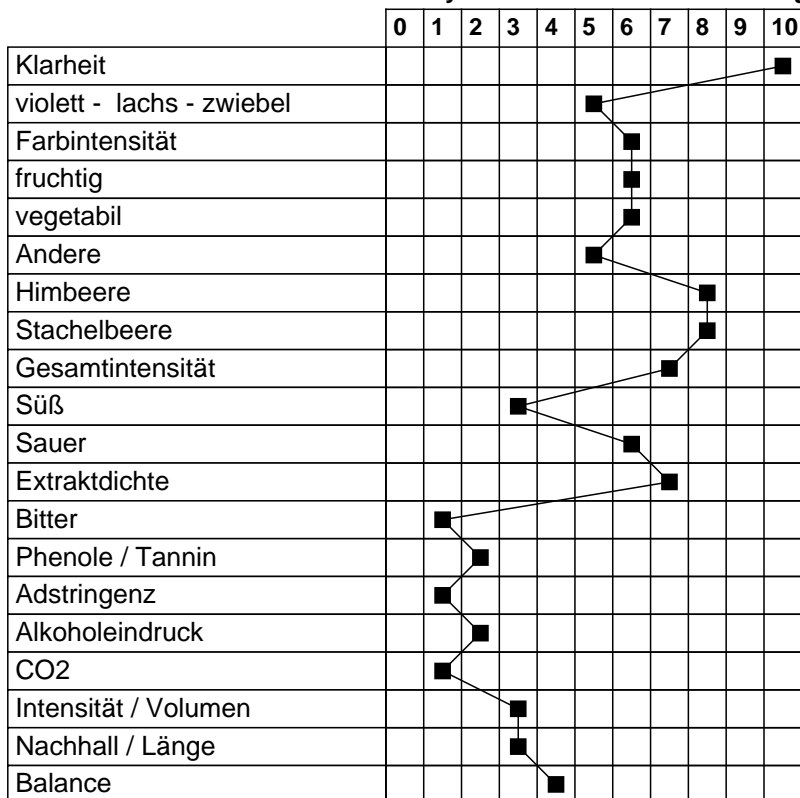 0 1 2 3 4 5 6 7 8 9 10
Klarheit
violett - lachs - zwiebel
Farbintensität
fruchtig
vegetabil
Andere
Himbeere
Stachelbeere
Gesamtintensität
Süß
Sauer
Extraktdichte
Bitter
Phenole / Tannin
Adstringenz
Alkoholeindruck
CO2
Intensität / Volumen
Nachhall / Länge
Balance